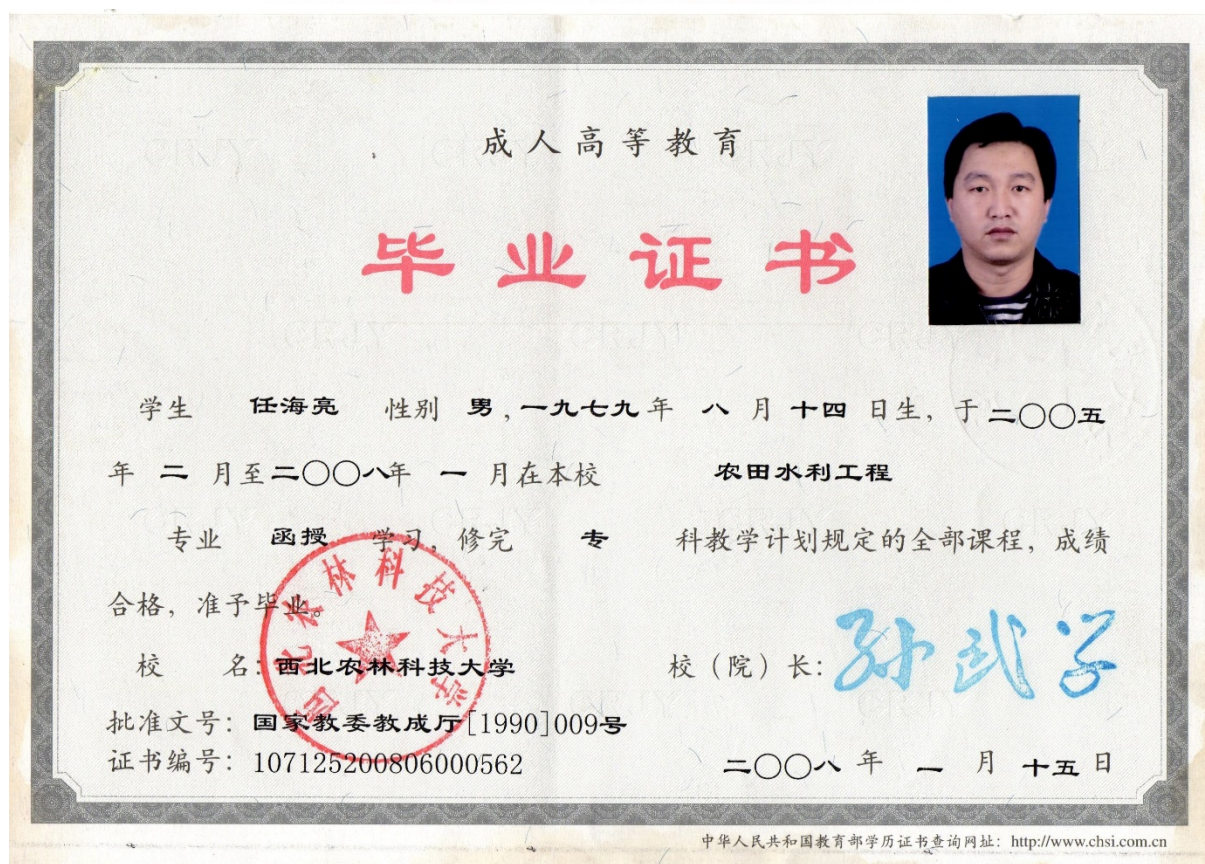 成人高等教育
毕业证书
学生 任海亮 性别 男，一九七九年 八 月 十四 日生，于 二〇〇五
年 二 月至二〇〇八年 一 月在本校 农田水利工程
专业 函授 学习，修完 专 科教学计划规定的全部课程，成绩
合格，准予毕业。
校 名：西北农林科技大学 校（院）长：孙武学
批准文号：国家教委教成厅[1990]009号
证书编号：107125200806000562 二〇〇八 年 一 月 十五 日
西北农林科技大学
中华人民共和国教育部学历证书查询网址：http://www.chsi.com.cn